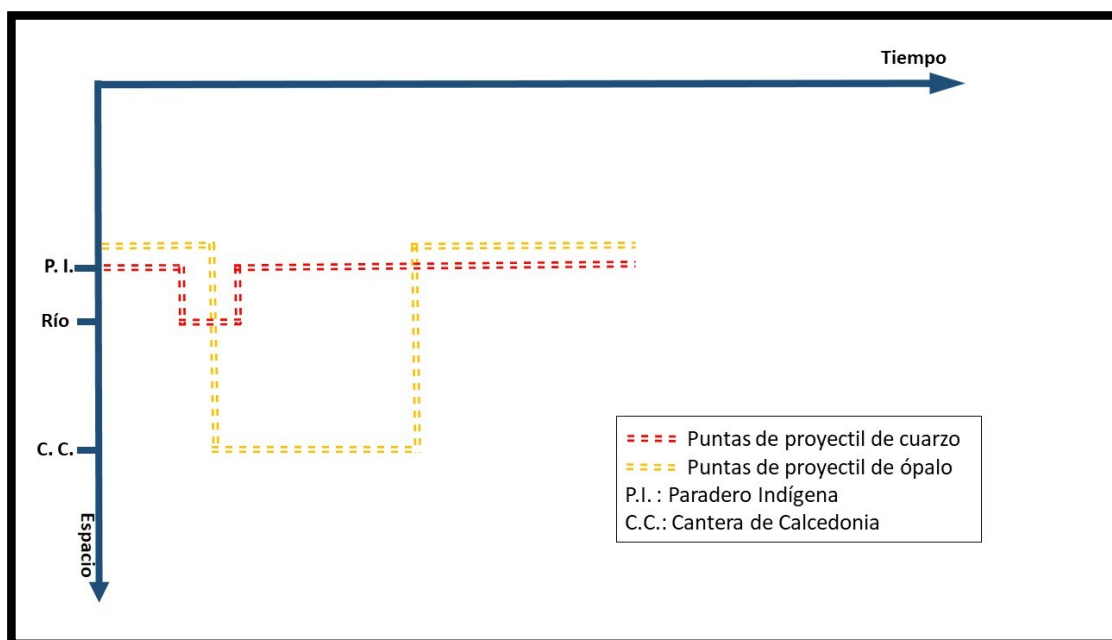 Tiempo
P. I.
Río
C. C.
Espacio
Puntas de proyectil de cuarzo
Puntas de proyectil de ópalo
P.I. : Paradero Indígena
C.C.: Cantera de Calcedonia